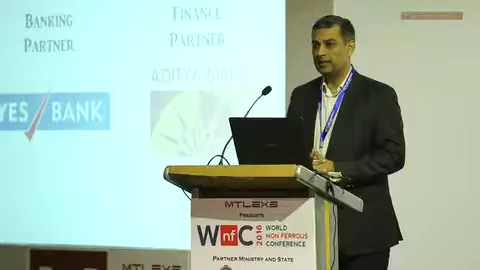 BANKING
PARTNER
FINANCE
PARTNER
YES BANK
ADITYA
MTLEXS
PRESENTS
WnfC 2016 WORLD
NON FERROUS
CONFERENCE
PARTNER MINISTRY AND STATE
MTLEXS